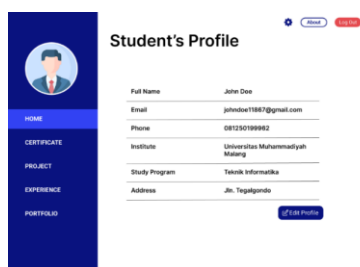 About
Log Out
Student's Profile
Full Name John Doe
Email johndoe11867@gmail.com
HOME
Phone 081250199982
CERTIFICATE
Institute Universitas Muhammadiyah
Malang
PROJECT
Study Program Teknik Informatika
EXPERIENCE
Address Jln. Tegalgondo
PORTFOLIO
Edit Profile